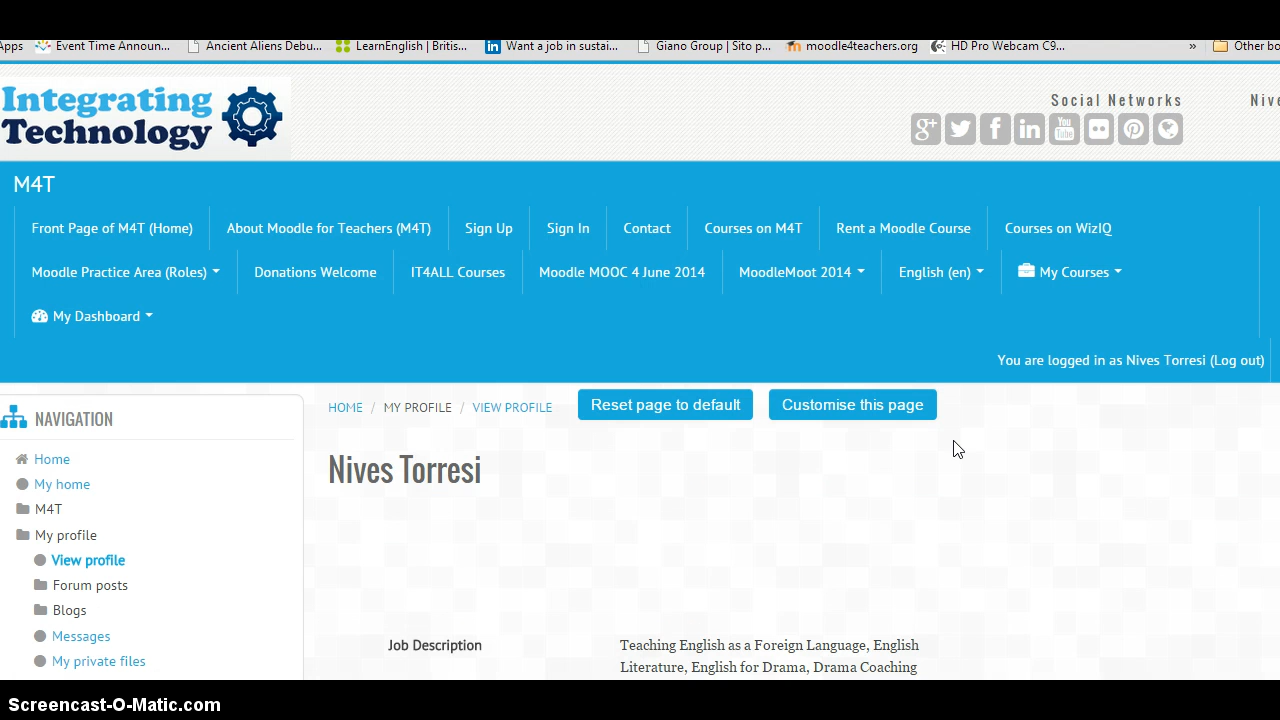 Apps Event Time Announ... Ancient Aliens Debu... LearnEnglish | Britis... Want a job in sustai... Giano Group | Sito p... moodle4teachers.org HD Pro Webcam C9... » Other bo
Integrating
Technology
Social Networks
Nive
M4T
Front Page of M4T (Home) About Moodle for Teachers (M4T) Sign Up Sign In Contact Courses on M4T Rent a Moodle Course Courses on WizIQ
Moodle Practice Area (Roles) Donations Welcome IT4ALL Courses Moodle MOOC 4 June 2014 MoodleMoot 2014 English (en) My Courses
My Dashboard
You are logged in as Nives Torresi (Log out)
NAVIGATION
Home
My home
M4T
My profile
View profile
Forum posts
Blogs
Messages
My private files
HOME / MY PROFILE / VIEW PROFILE Reset page to default Customise this page
Nives Torresi
Job Description Teaching English as a Foreign Language, English
Literature, English for Drama, Drama Coaching
Screencast-O-Matic.com